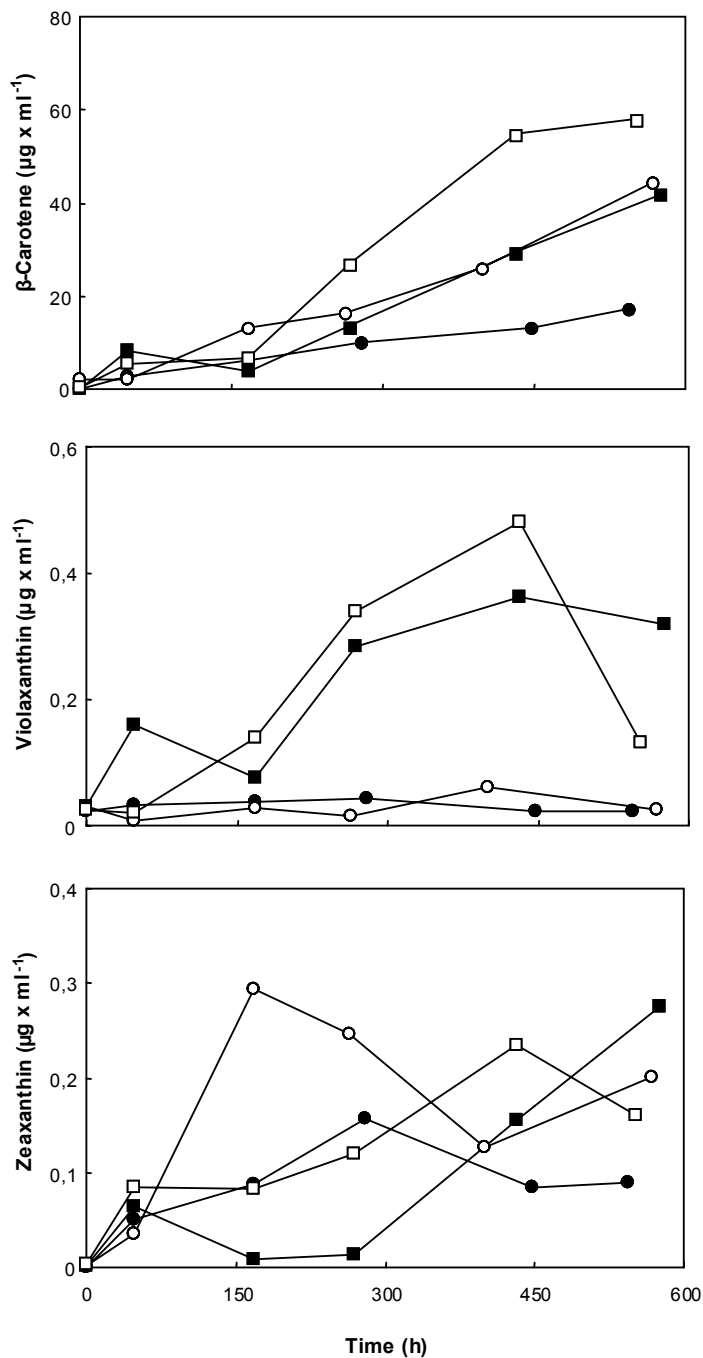 80
60
40
20
0
β-Carotene (µg x ml-1)
0,6
0,4
0,2
0
Violaxanthin (µg x ml-1)
0,4
0,3
0,2
0,1
0
Zeaxanthin (µg x ml-1)
0 150 300 450 600
Time (h)